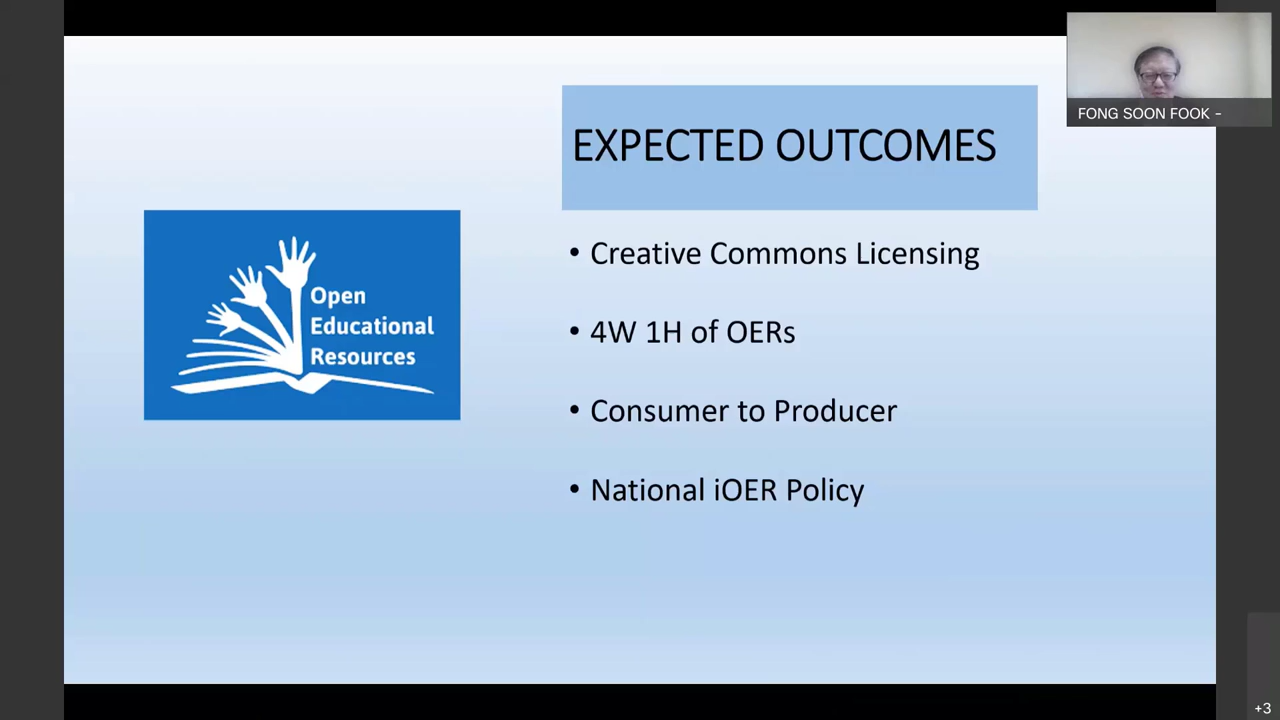 FONG SOON FOOK -
EXPECTED OUTCOMES
Open
Educational
Resources
• Creative Commons Licensing
• 4W 1H of OERs
• Consumer to Producer
• National iOER Policy
+3